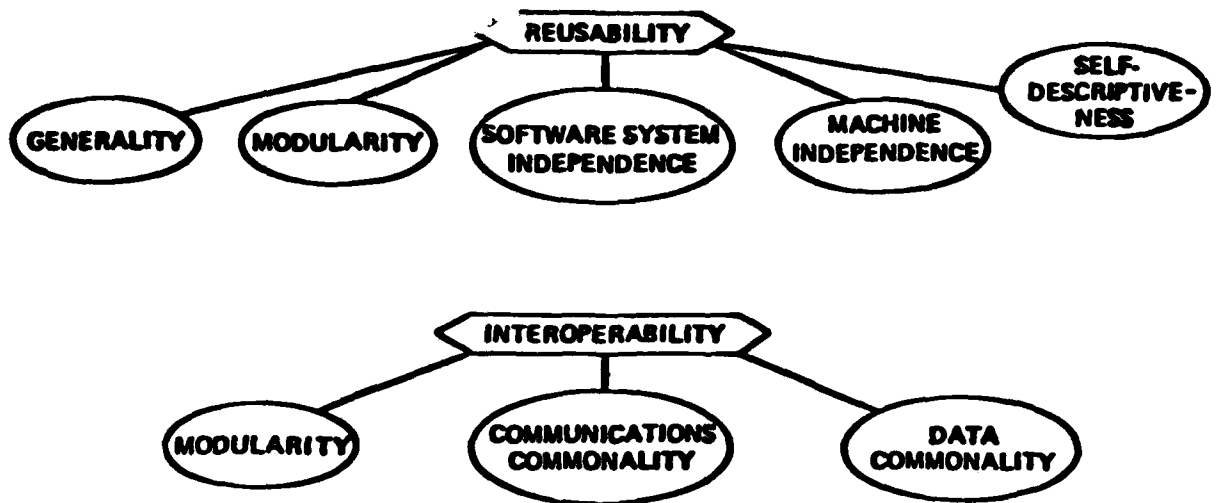 REUSABILITY
GENERALITY
MODULARITY
SOFTWARE SYSTEM
INDEPENDENCE
MACHINE
INDEPENDENCE
SELF-
DESCRIPTIVE-
NESS
INTEROPERABILITY
MODULARITY
COMMUNICATIONS
COMMONALITY
DATA
COMMONALITY